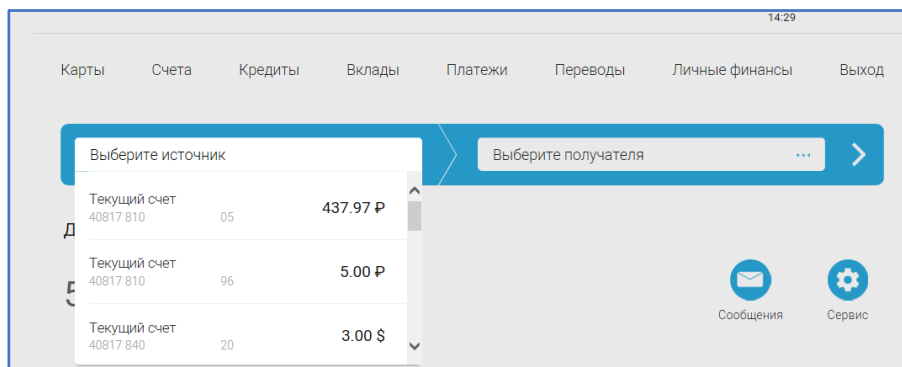 14:29
Карты Счета Кредиты Вклады Платежи Переводы Личные финансы Выход
Выберите источник
Выберите получателя ...
Текущий счет
40817 810 05
437.97 ₽
Текущий счет
40817 810 96
5.00 ₽
Текущий счет
40817 840 20
3.00 $
Сообщения
Сервис